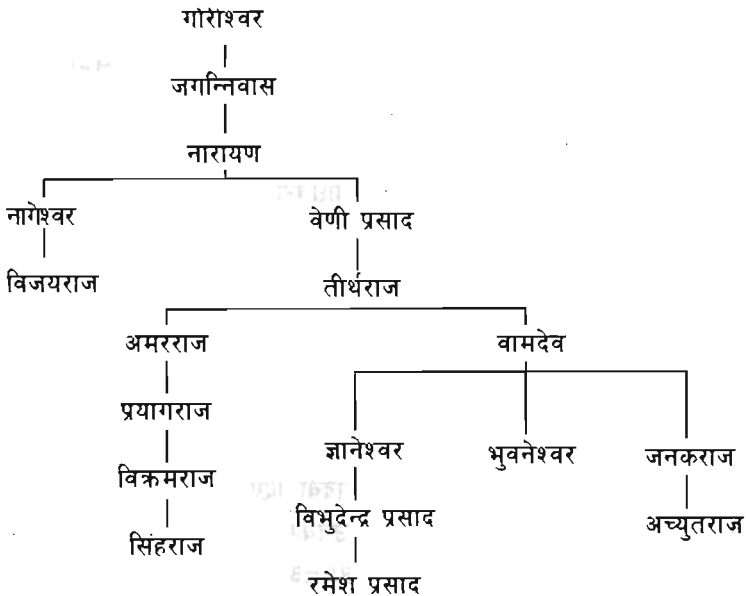 गोरीश्वर
जगन्निवास
नारायण
नागेश्वर वेणी प्रसाद
विजयराज तीर्थराज
अमरराज वामदेव
प्रयागराज
ज्ञानेश्वर भुवनेश्वर जनकराज
विक्रमराज
विभुदेन्द्र प्रसाद अच्युतराज
सिंहराज
रमेश प्रसाद